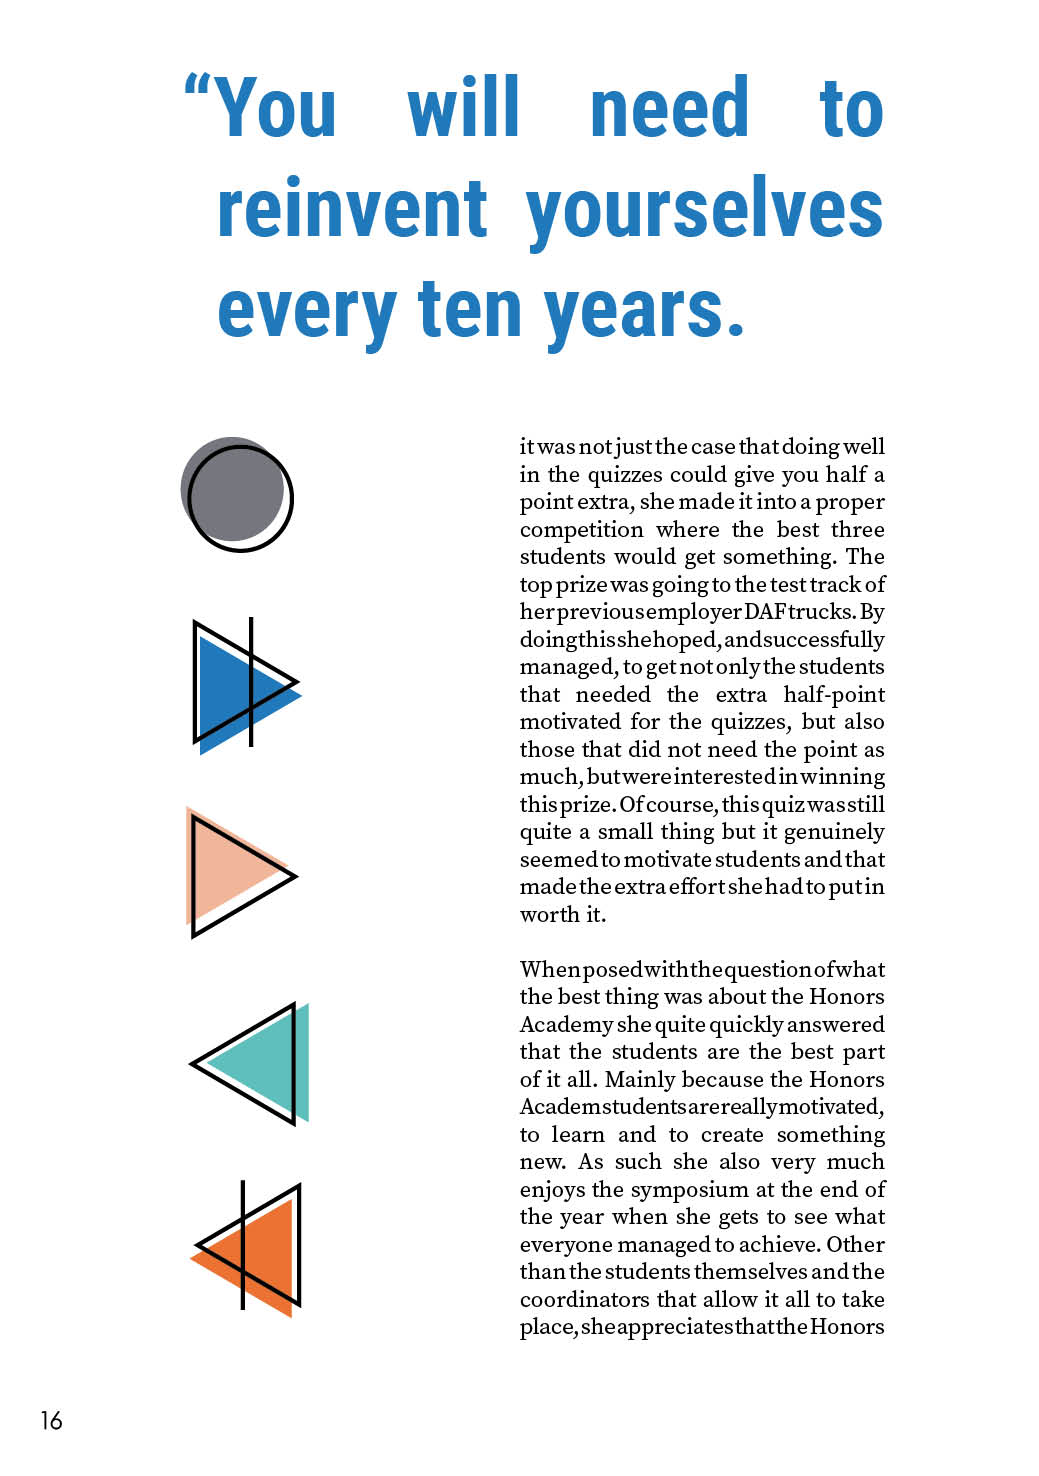 “You will need to
reinvent yourselves
every ten years.
it was not just the case that doing well
in the quizzes could give you half a
point extra, she made it into a proper
competition where the best three
students would get something. The
top prize was going to the test track of
her previous employer DAF trucks. By
doing this she hoped, and successfully
managed, to get not only the students
that needed the extra half-point
motivated for the quizzes, but also
those that did not need the point as
much, but were interested in winning
this prize. Of course, this quiz was still
quite a small thing but it genuinely
seemed to motivate students and that
made the extra effort she had to put in
worth it.
When posed with the question of what
the best thing was about the Honors
Academy she quite quickly answered
that the students are the best part
of it all. Mainly because the Honors
Academ students are really motivated,
to learn and to create something
new. As such she also very much
enjoys the symposium at the end of
the year when she gets to see what
everyone managed to achieve. Other
than the students themselves and the
coordinators that allow it all to take
place, she appreciates that the Honors
16